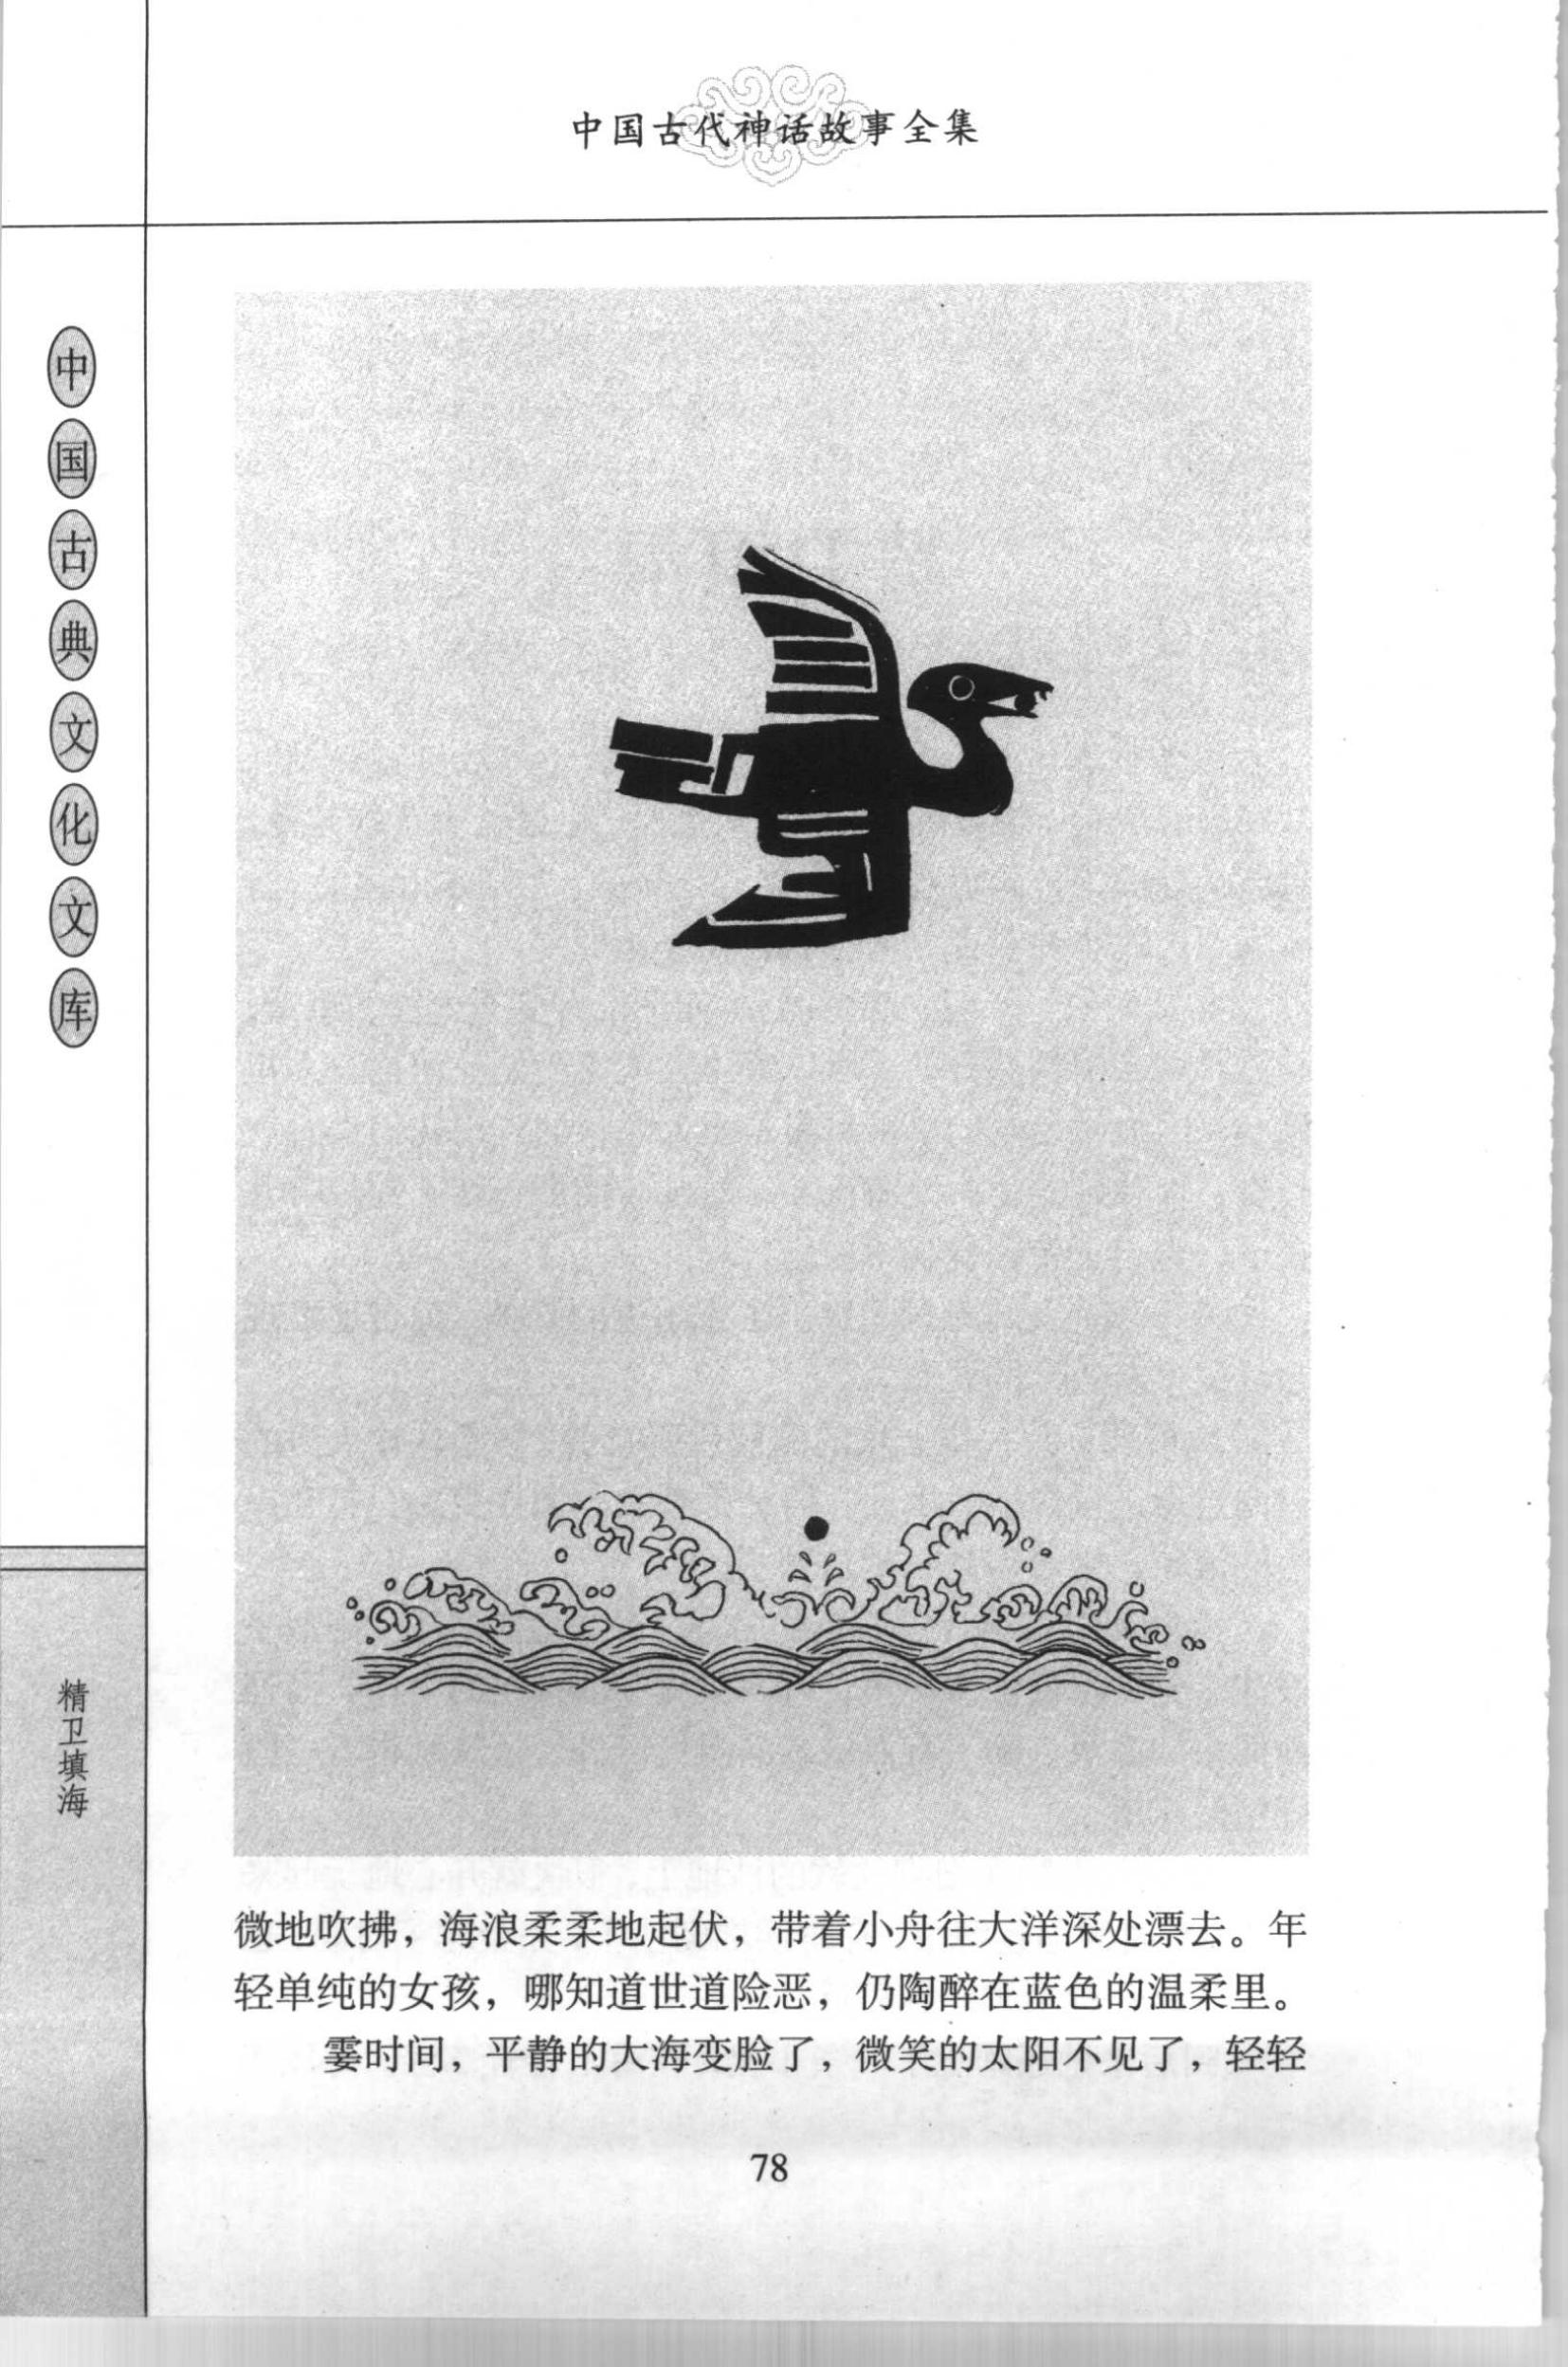 中国古代神话故事全集
中国古典文化文库
精卫填海
微地吹拂，海浪柔柔地起伏，带着小舟往大洋深处漂去。年
轻单纯的女孩，哪知道世道险恶，仍陶醉在蓝色的温柔里。
霎时间，平静的大海变脸了，微笑的太阳不见了，轻轻
78